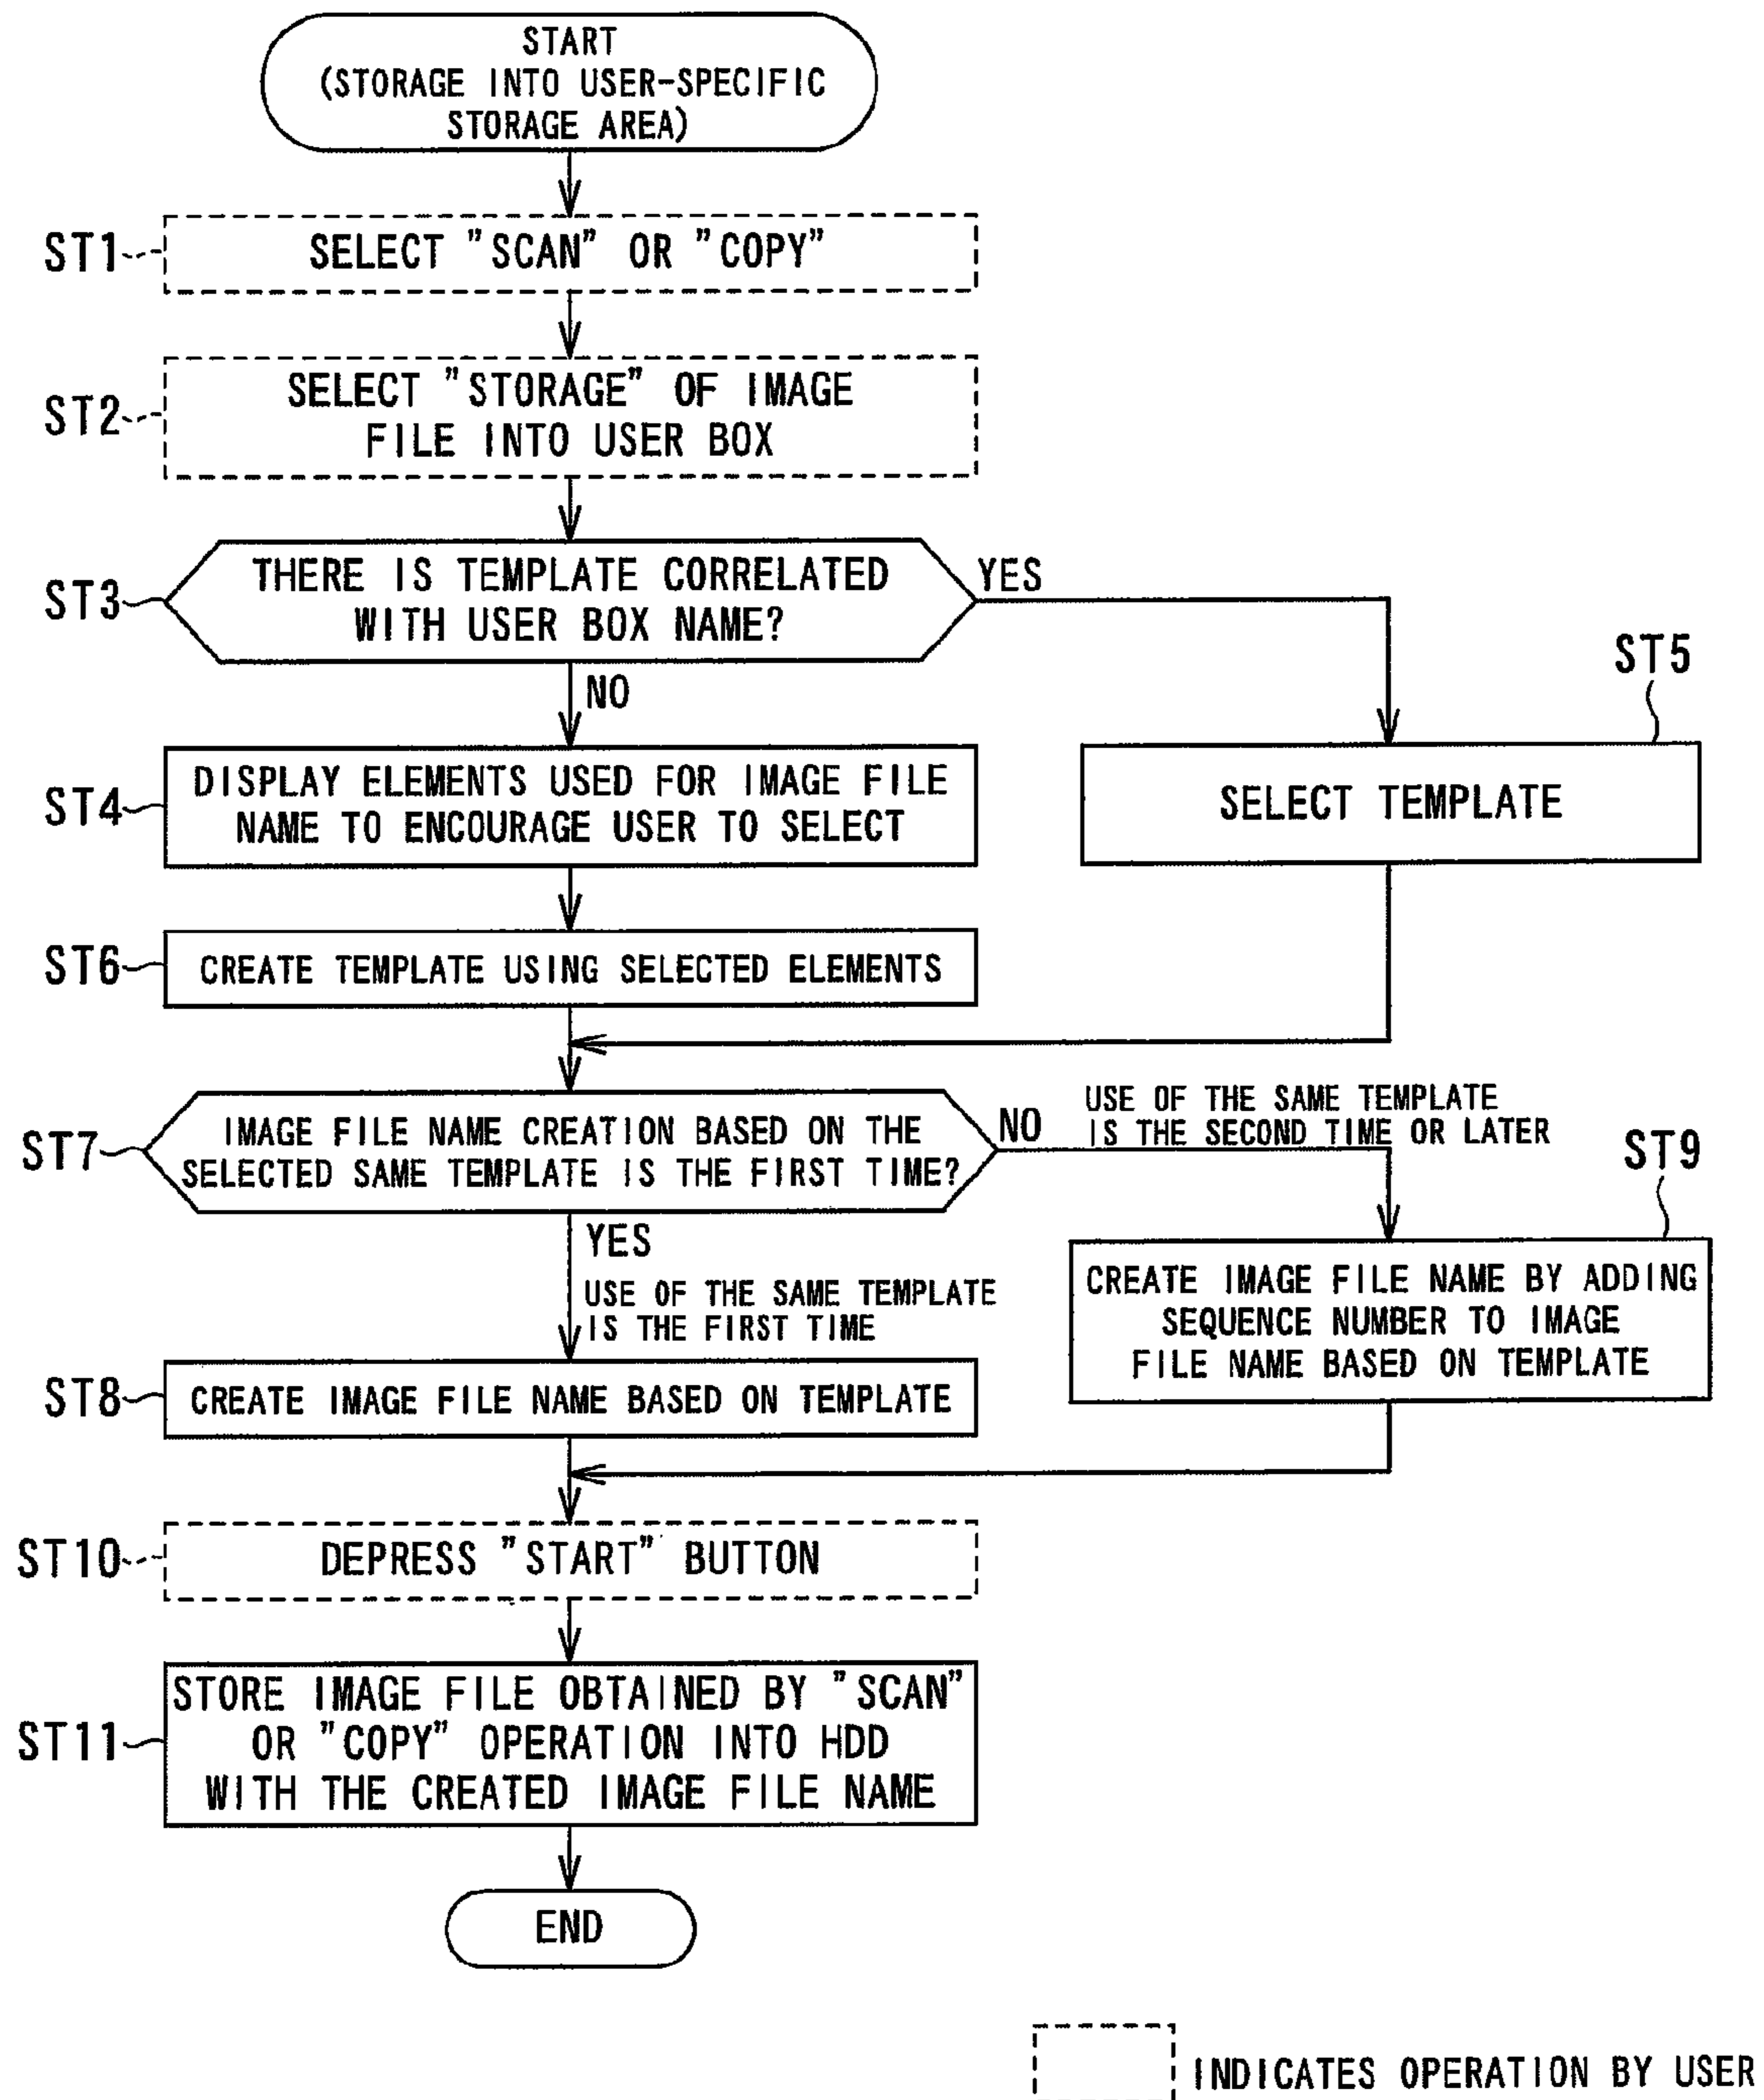 START
(STORAGE INTO USER-SPECIFIC
STORAGE AREA)
ST1
SELECT "SCAN" OR "COPY"
ST2
SELECT "STORAGE" OF IMAGE
FILE INTO USER BOX
ST3
THERE IS TEMPLATE CORRELATED
WITH USER BOX NAME?
YES
NO
ST4
DISPLAY ELEMENTS USED FOR IMAGE FILE
NAME TO ENCOURAGE USER TO SELECT
ST5
SELECT TEMPLATE
ST6
CREATE TEMPLATE USING SELECTED ELEMENTS
ST7
IMAGE FILE NAME CREATION BASED ON THE
SELECTED SAME TEMPLATE IS THE FIRST TIME?
NO
USE OF THE SAME TEMPLATE
IS THE SECOND TIME OR LATER
YES
USE OF THE SAME TEMPLATE
IS THE FIRST TIME
ST8
CREATE IMAGE FILE NAME BASED ON TEMPLATE
ST9
CREATE IMAGE FILE NAME BY ADDING
SEQUENCE NUMBER TO IMAGE
FILE NAME BASED ON TEMPLATE
ST10
DEPRESS "START" BUTTON
ST11
STORE IMAGE FILE OBTAINED BY "SCAN"
OR "COPY" OPERATION INTO HDD
WITH THE CREATED IMAGE FILE NAME
END
INDICATES OPERATION BY USER